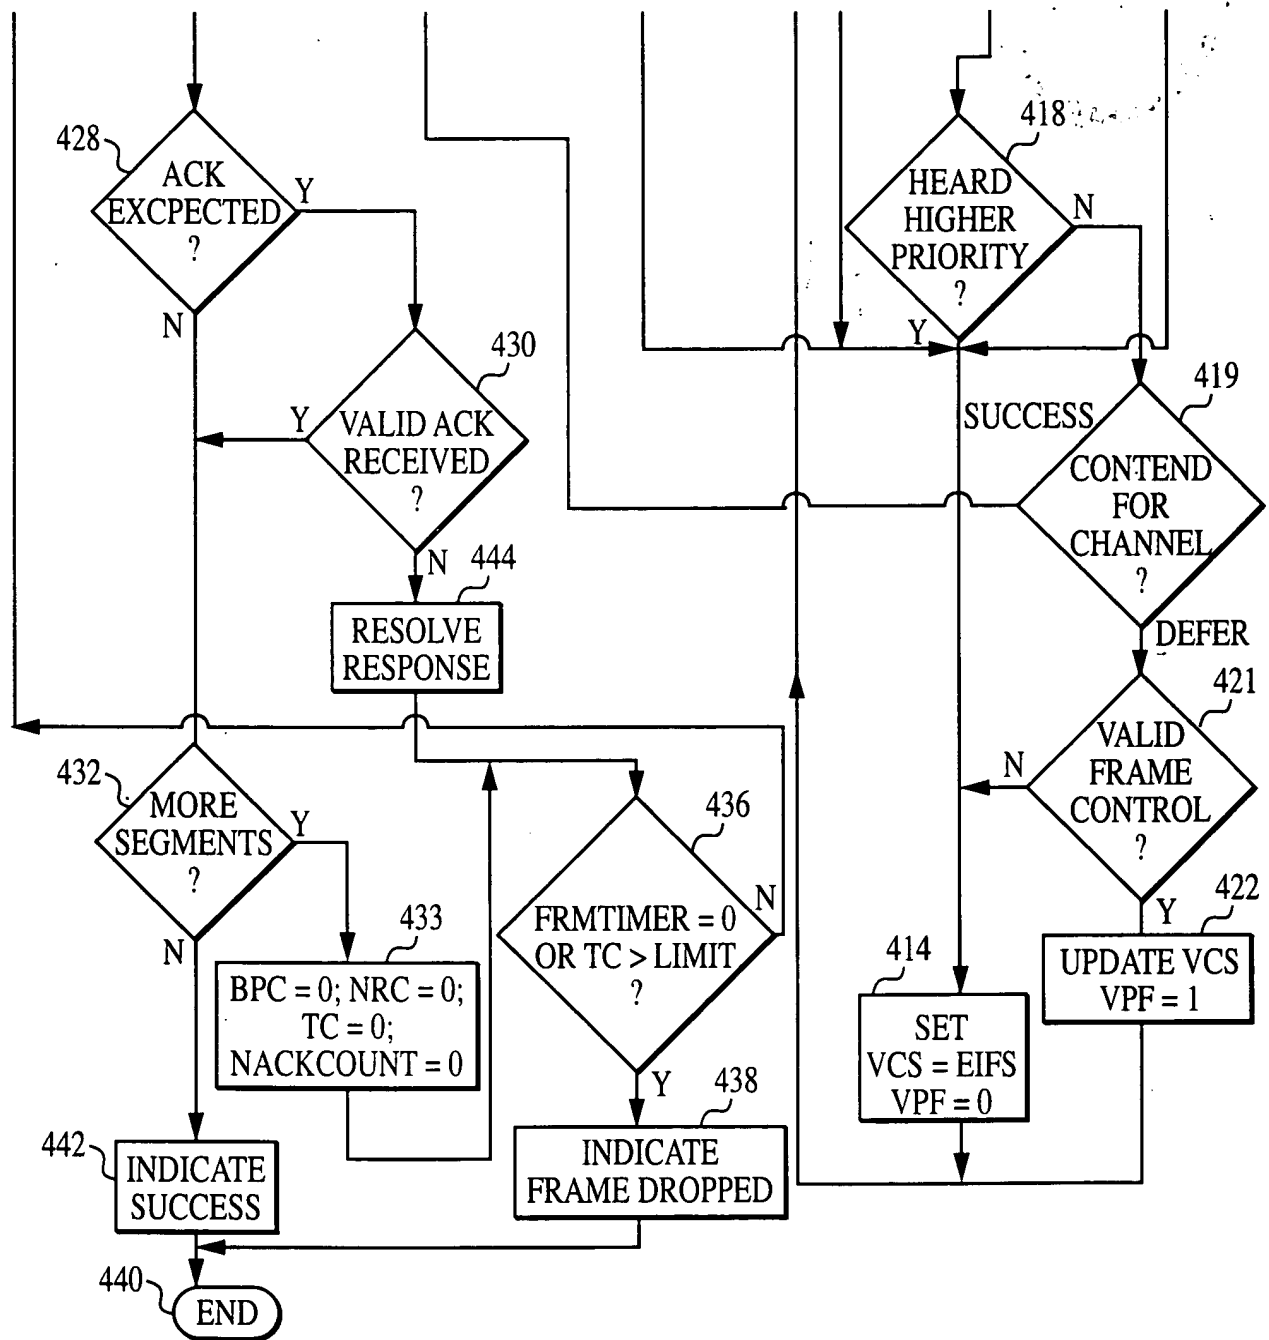 428
ACK
EXCPECTED
?
Y
N
418
HEARD
HIGHER
PRIORITY
?
N
Y
430
VALID ACK
RECEIVED
?
Y
N
419
SUCCESS
CONTEND
FOR
CHANNEL
?
DEFER
444
RESOLVE
RESPONSE
421
VALID
FRAME
CONTROL
?
N
Y
432
MORE
SEGMENTS
?
Y
N
436
FRMTIMER = 0
OR TC > LIMIT
?
N
Y
433
BPC = 0; NRC = 0;
TC = 0;
NACKCOUNT = 0
422
UPDATE VCS
VPF = 1
414
SET
VCS = EIFS
VPF = 0
438
INDICATE
FRAME DROPPED
442
INDICATE
SUCCESS
440
END